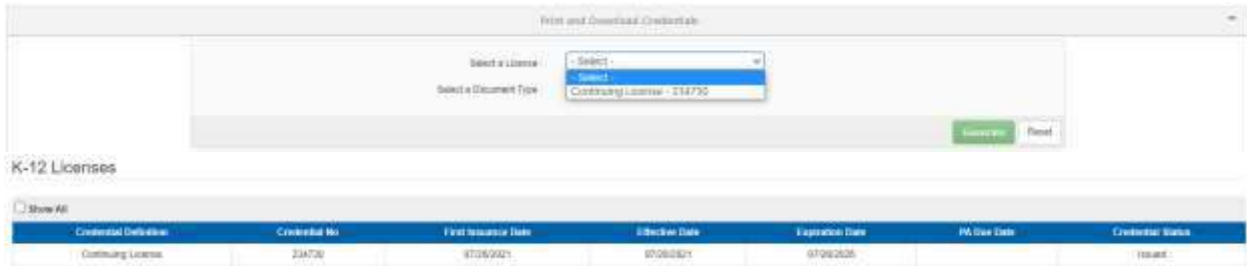 Print and Download Credentials
Select a License
- Select -
- Select -
Continuing License - 234730
Select a Document Type
Generate Reset
K-12 Licenses
Show All
Credential Definition Credential No First Issuance Date Effective Date Expiration Date PA Due Date Credential Status
Continuing License 234730 Issued